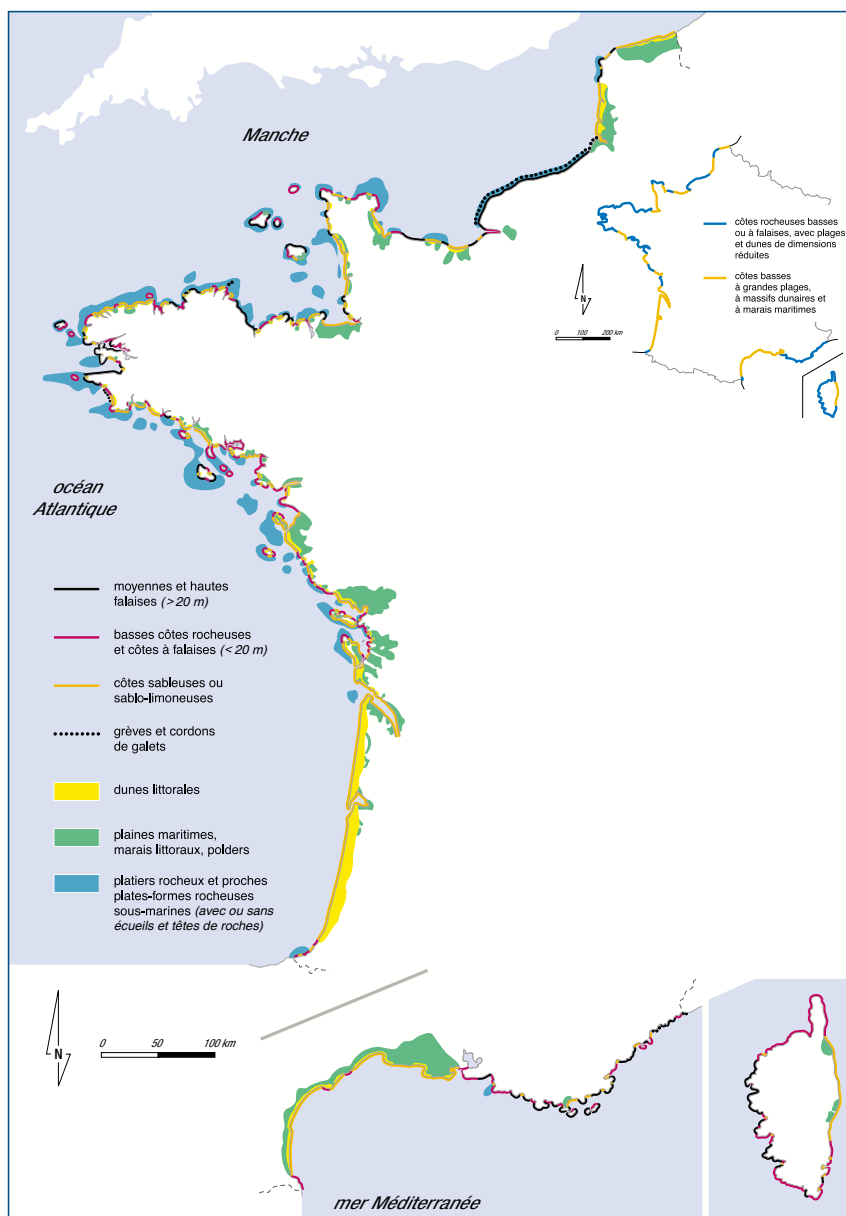 Manche
côtes rocheuses basses
ou à falaises, avec plages
et dunes de dimensions
réduites
côtes basses
à grandes plages,
à massifs dunaires et
à marais maritimes
N
0 100 200 km
océan
Atlantique
moyennes et hautes
falaises (> 20 m)
basses côtes rocheuses
et côtes à falaises (< 20 m)
côtes sableuses ou
sablo-limoneuses
grèves et cordons
de galets
dunes littorales
plaines maritimes,
marais littoraux, polders
platiers rocheux et proches
plates-formes rocheuses
sous-marines (avec ou sans
écueils et têtes de roches)
N
0 50 100 km
mer Méditerranée